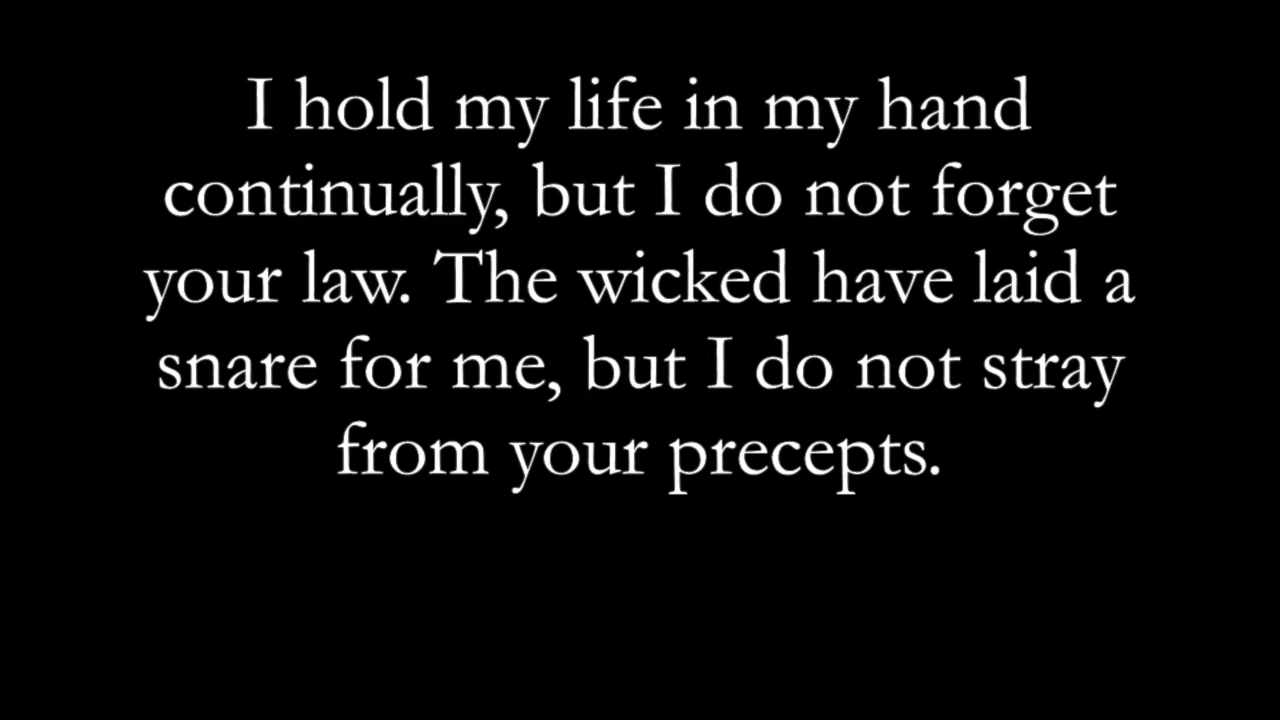 I hold my life in my hand
continually, but I do not forget
your law. The wicked have laid a
snare for me, but I do not stray
from your precepts.